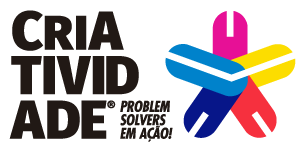 CRIA
TIVID
ADE® PROBLEM
SOLVERS
EM AÇÃO!